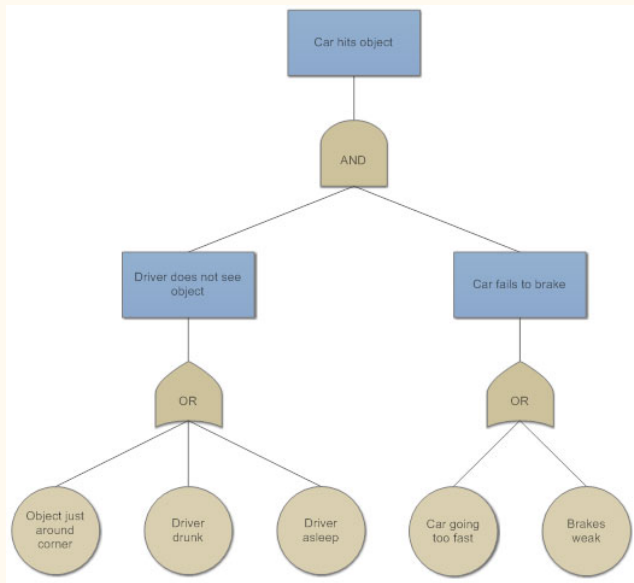 Car hits object
AND
Driver does not see
object
Car fails to brake
OR
OR
Object just
around
corner
Driver
drunk
Driver
asleep
Car going
too fast
Brakes
weak